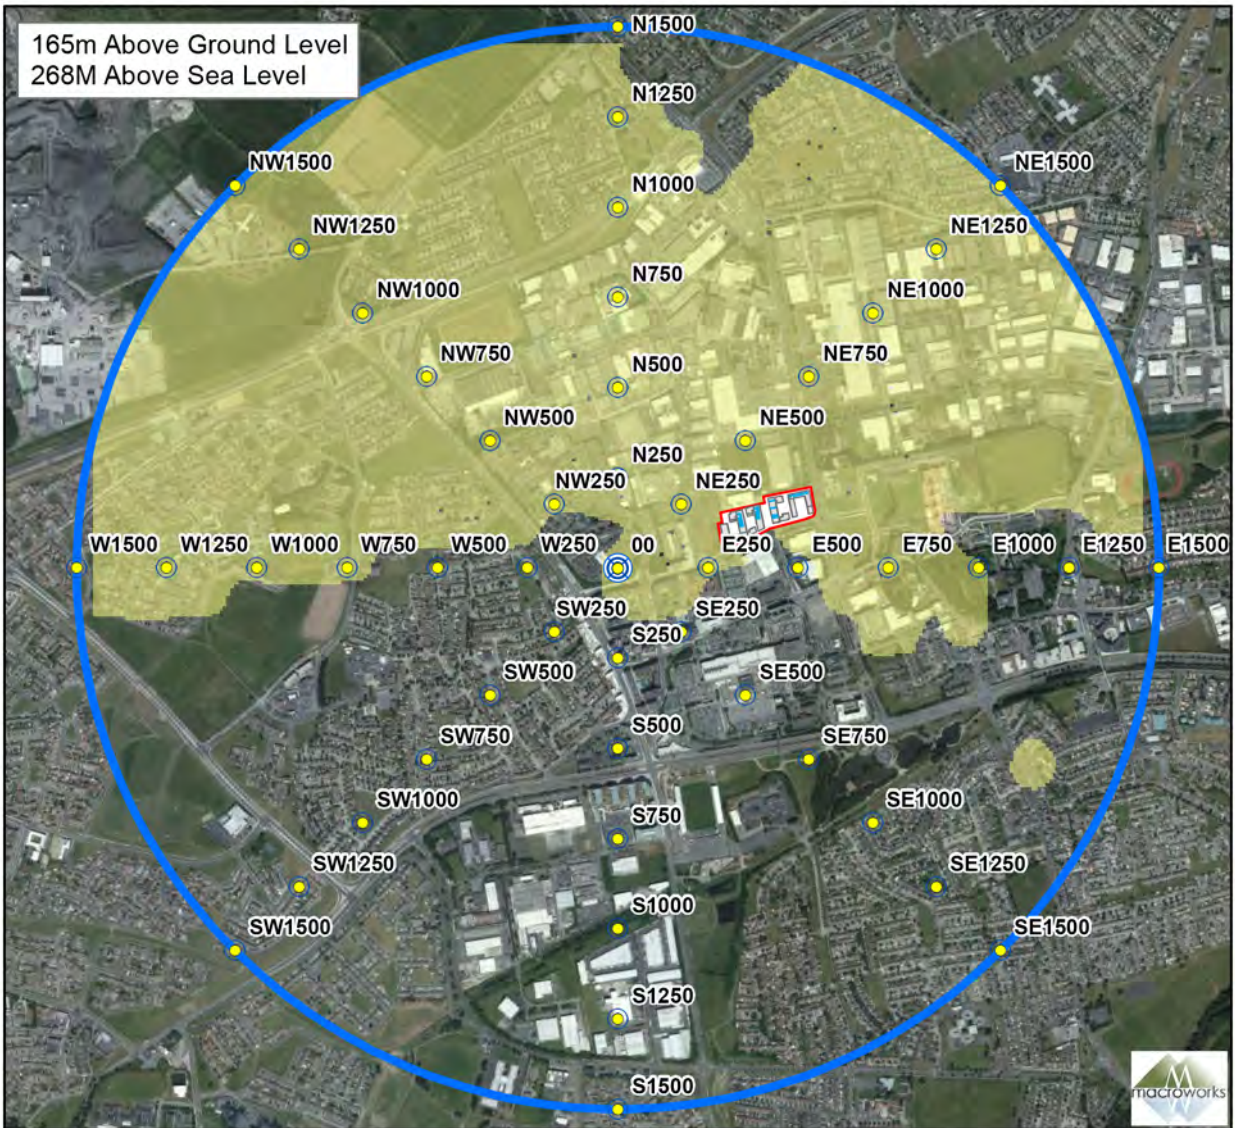 165m Above Ground Level
268M Above Sea Level
N1500
N1250
NW1500
NE1500
N1000
NW1250
NE1250
N750
NW1000
NE1000
NW750
NE750
N500
NW500
NE500
N250
NW250
NE250
W1500 W1250 W1000 W750 W500 W250 00 E250 E500 E750 E1000 E1250 E1500
SW250
SE250
S250
SW500
SE500
S500
SW750
SE750
SW1000
SE1000
S750
SW1250
SE1250
S1000
SW1500
SE1500
S1250
S1500
macroworks